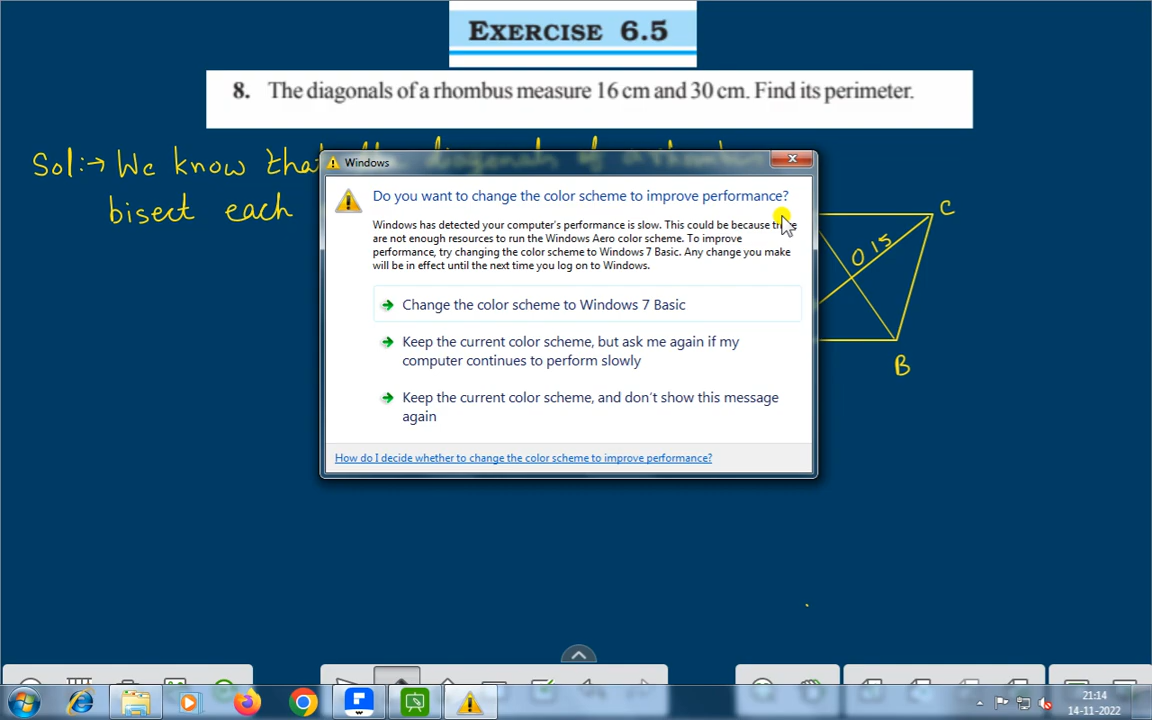 EXERCISE 6.5
8. The diagonals of a rhombus measure 16 cm and 30 cm. Find its perimeter.
Sol:→ We know tha
bisect each
Windows
Do you want to change the color scheme to improve performance?
Windows has detected your computer's performance is slow. This could be because there
are not enough resources to run the Windows Aero color scheme. To improve
performance, try changing the color scheme to Windows 7 Basic. Any change you make
will be in effect until the next time you log on to Windows.
Change the color scheme to Windows 7 Basic
Keep the current color scheme, but ask me again if my
computer continues to perform slowly
Keep the current color scheme, and don't show this message
again
How do I decide whether to change the color scheme to improve performance?
C
O 15
B
21:14
14-11-2022